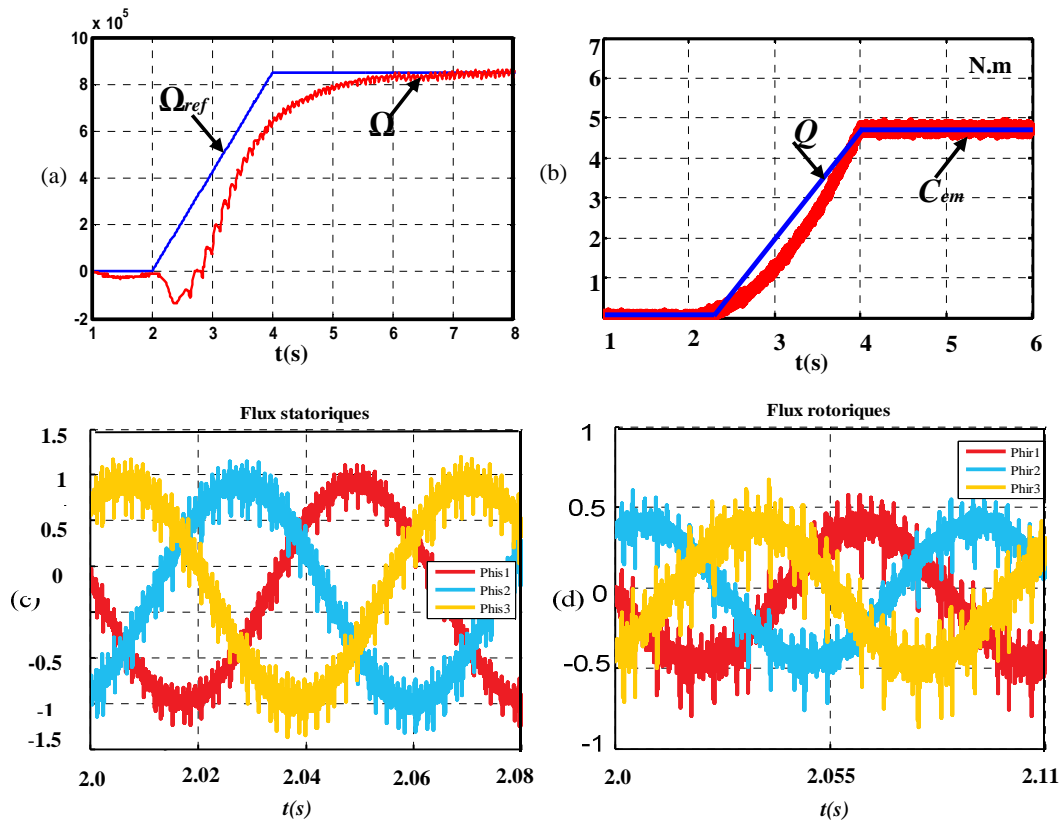 x 10⁵
10
8
6
4
2
0
-2
1 2 3 4 5 6 7 8
t(s)
Ωref
Ω
(a)
7
6
5
4
3
2
1
1 2 3 4 5 6
t(s)
N.m
Q
Cem
(b)
Flux statoriques
1.5
1
0.5
0
-0.5
-1
-1.5
2.0 2.02 2.04 2.06 2.08
t(s)
Phis1
Phis2
Phis3
(c)
Flux rotoriques
1
0.5
0
-0.5
-1
2.0 2.055 2.11
t(s)
Phir1
Phir2
Phir3
(d)